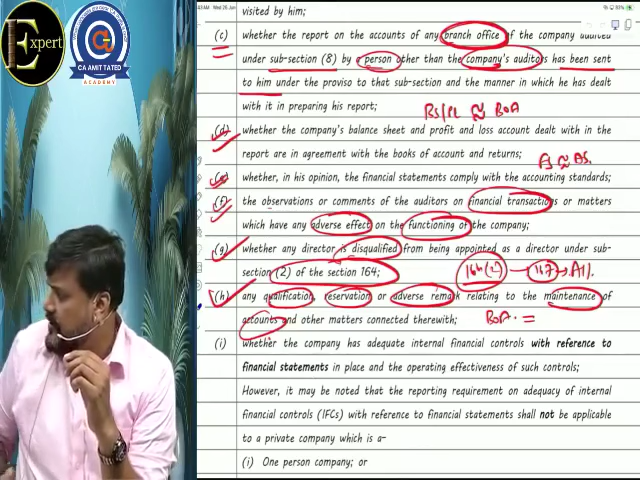 AM Wed 25 Jun
Expert
CA AMIT TATED
ACADEMY
visited by him;
(c) whether the report on the accounts of any branch office of the company audited
under sub-section (8) by a person other than the company's auditors has been sent
to him under the proviso to that sub-section and the manner in which he has dealt
with it in preparing his report;
BS/PL ≅ BOA
(d) whether the company's balance sheet and profit and loss account dealt with in the
report are in agreement with the books of account and returns;
≅ AS.
(e) whether, in his opinion, the financial statements comply with the accounting standards;
(f) the observations or comments of the auditors on financial transactions or matters
which have any adverse effect on the functioning of the company;
(g) whether any director is disqualified from being appointed as a director under sub-
section (2) of the section 164;
164(2) → 167 →
(h) any qualification, reservation or adverse remark relating to the maintenance of
accounts and other matters connected therewith;
BOA. =
(i) whether the company has adequate internal financial controls with reference to
financial statements in place and the operating effectiveness of such controls;
However, it may be noted that the reporting requirement on adequacy of internal
financial controls (IFCs) with reference to financial statements shall not be applicable
to a private company which is a-
(i) One person company; or